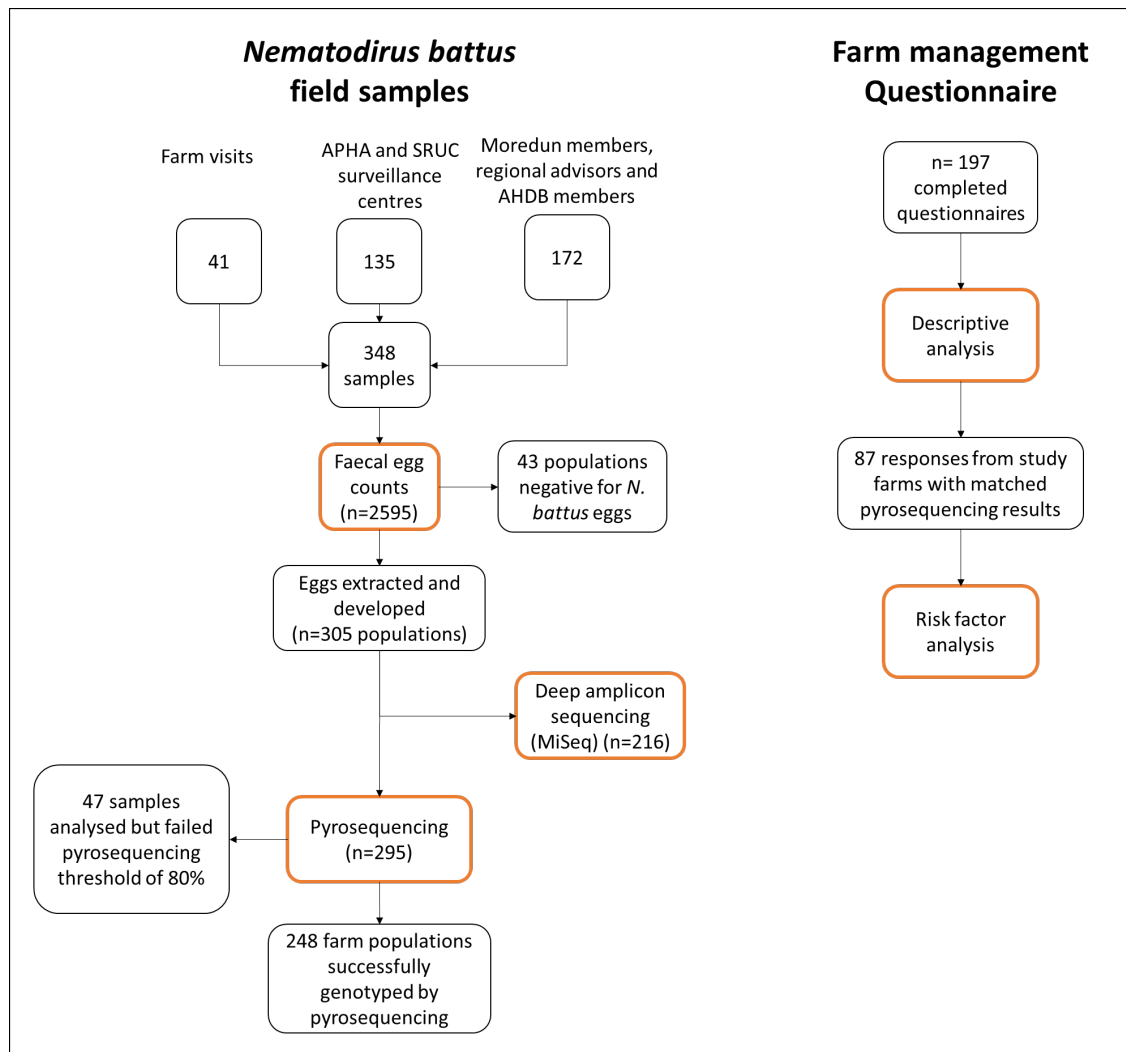 Nematodirus battus
field samples
Farm management
Questionnaire
Farm visits
APHA and SRUC
surveillance
centres
Moredun members,
regional advisors and
AHDB members
41
135
172
348
samples
Faecal egg
counts
(n=2595)
43 populations
negative for N.
battus eggs
Eggs extracted and
developed
(n=305 populations)
Deep amplicon
sequencing
(MiSeq) (n=216)
47 samples
analysed but failed
pyrosequencing
threshold of 80%
Pyrosequencing
(n=295)
248 farm populations
successfully
genotyped by
pyrosequencing
n= 197
completed
questionnaires
Descriptive
analysis
87 responses from study
farms with matched
pyrosequencing results
Risk factor
analysis